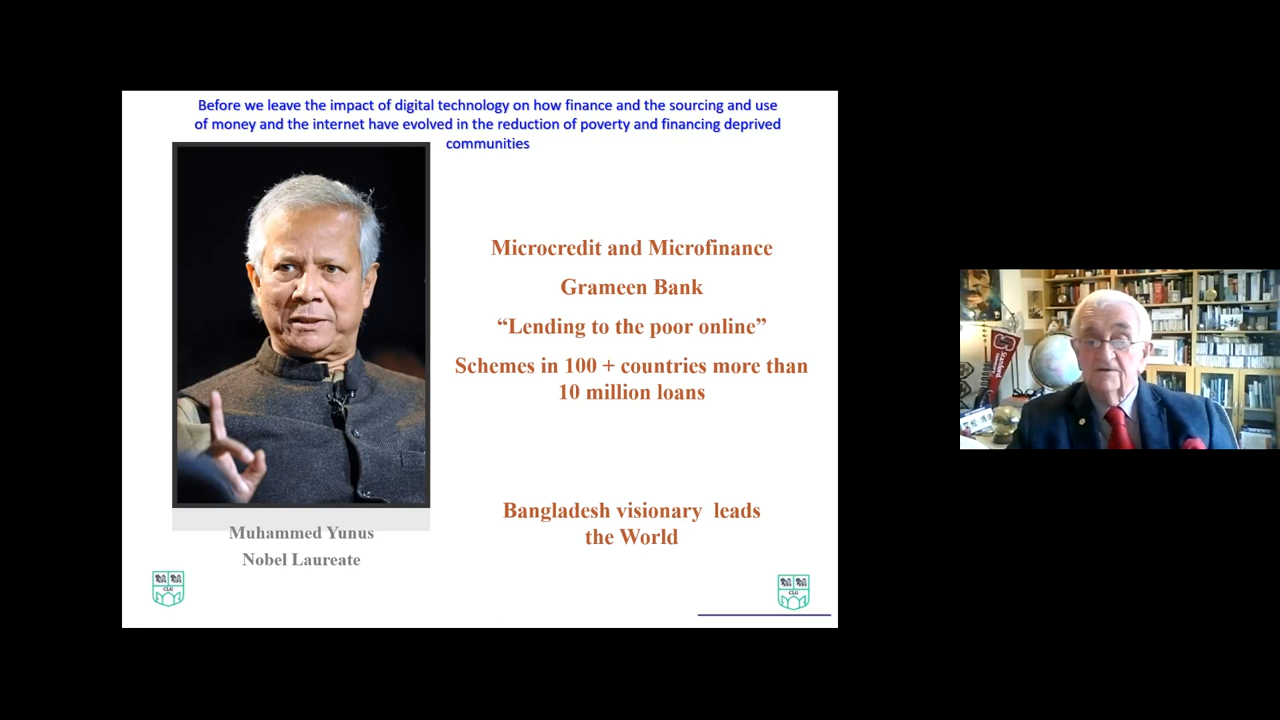 Before we leave the impact of digital technology on how finance and the sourcing and use
of money and the internet have evolved in the reduction of poverty and financing deprived
communities
Microcredit and Microfinance
Grameen Bank
“Lending to the poor online”
Schemes in 100 + countries more than
10 million loans
Bangladesh visionary leads
the World
Muhammed Yunus
Nobel Laureate
CLG
CLG
Stanford